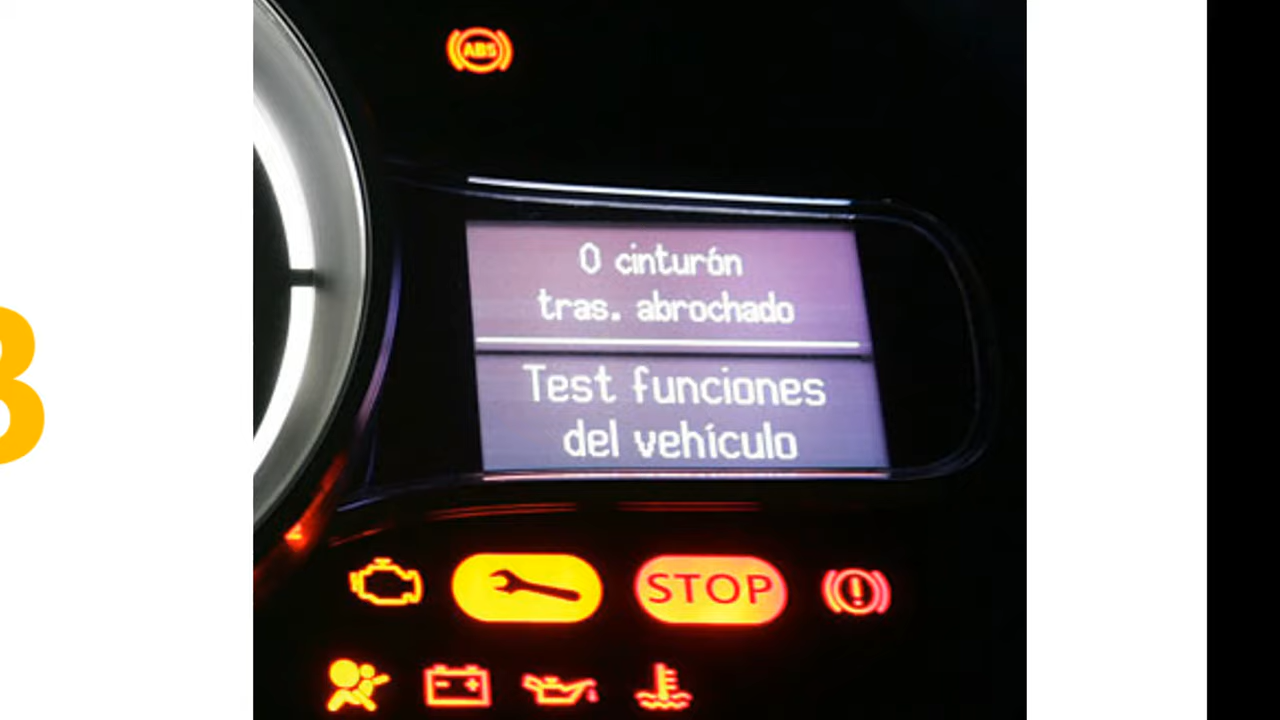 ABS
0 cinturón
tras. abrochado
Test funciones
del vehículo
STOP